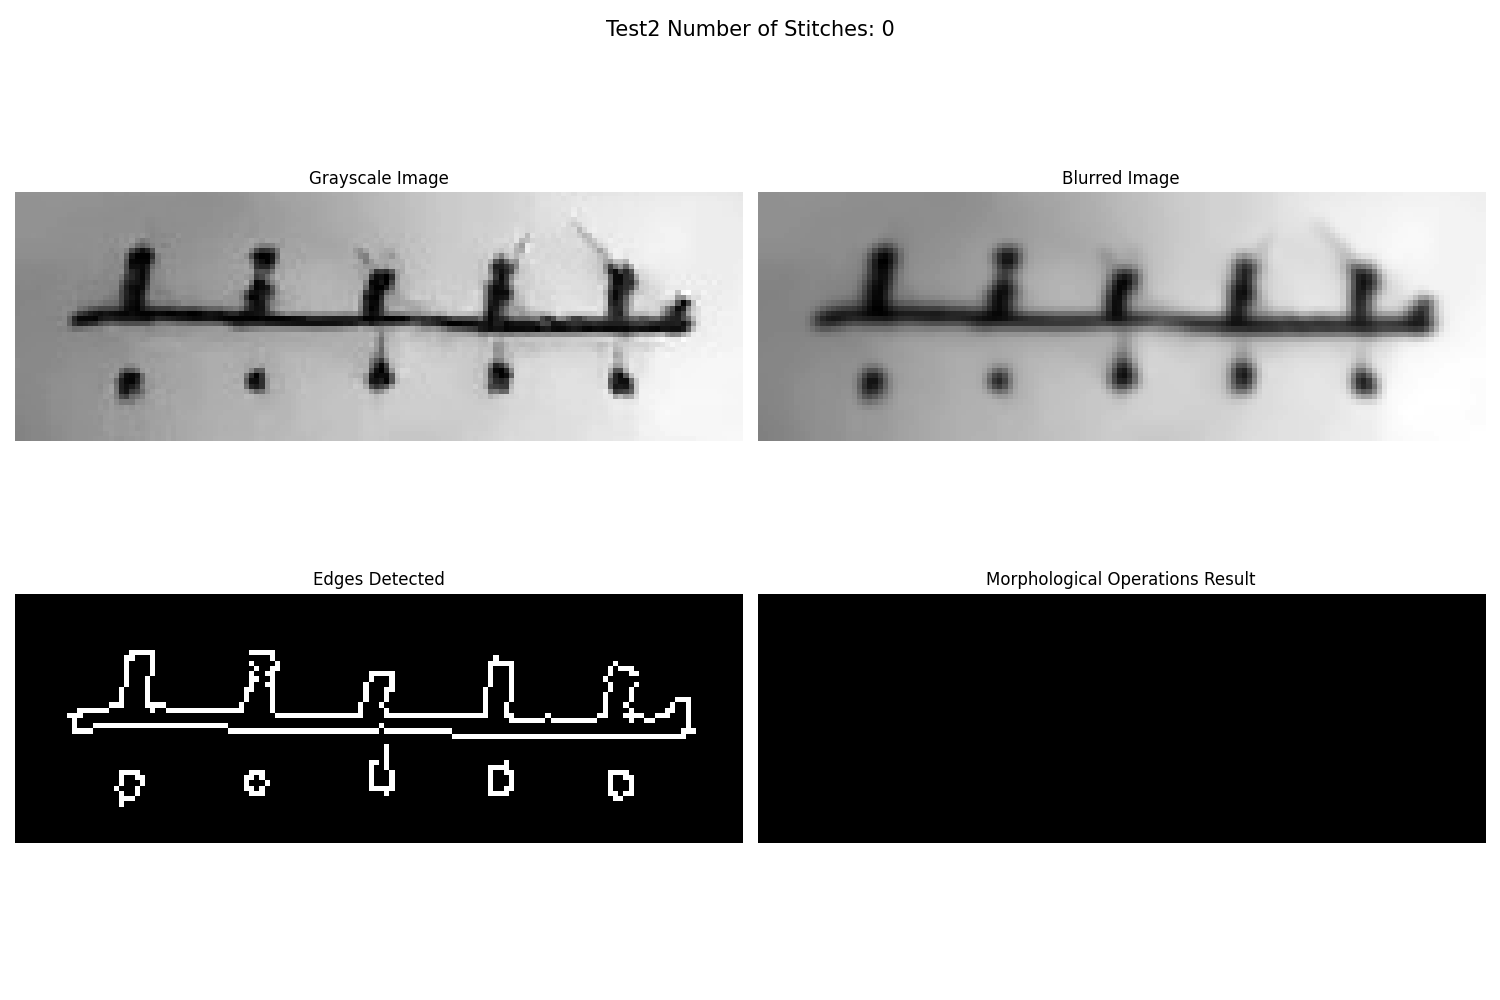 Test2 Number of Stitches: 0
Grayscale Image
Blurred Image
Edges Detected
Morphological Operations Result